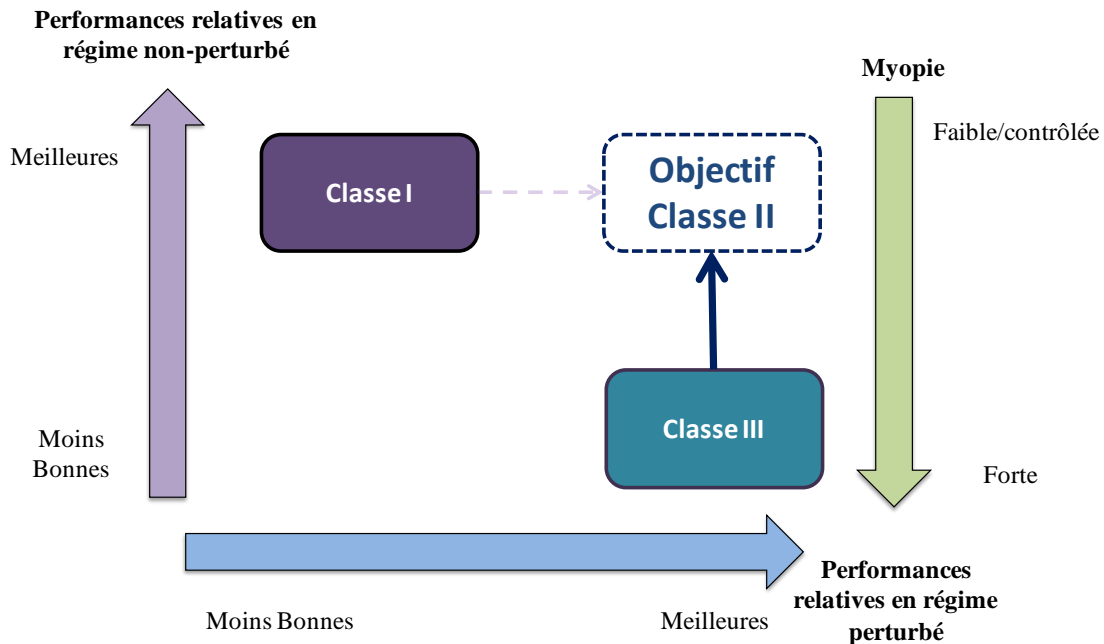 Performances relatives en
régime non-perturbé
Myopie
Meilleures
Faible/contrôlée
Classe I
Objectif
Classe II
Classe III
Moins
Bonnes
Forte
Moins Bonnes
Meilleures
Performances
relatives en régime
perturbé